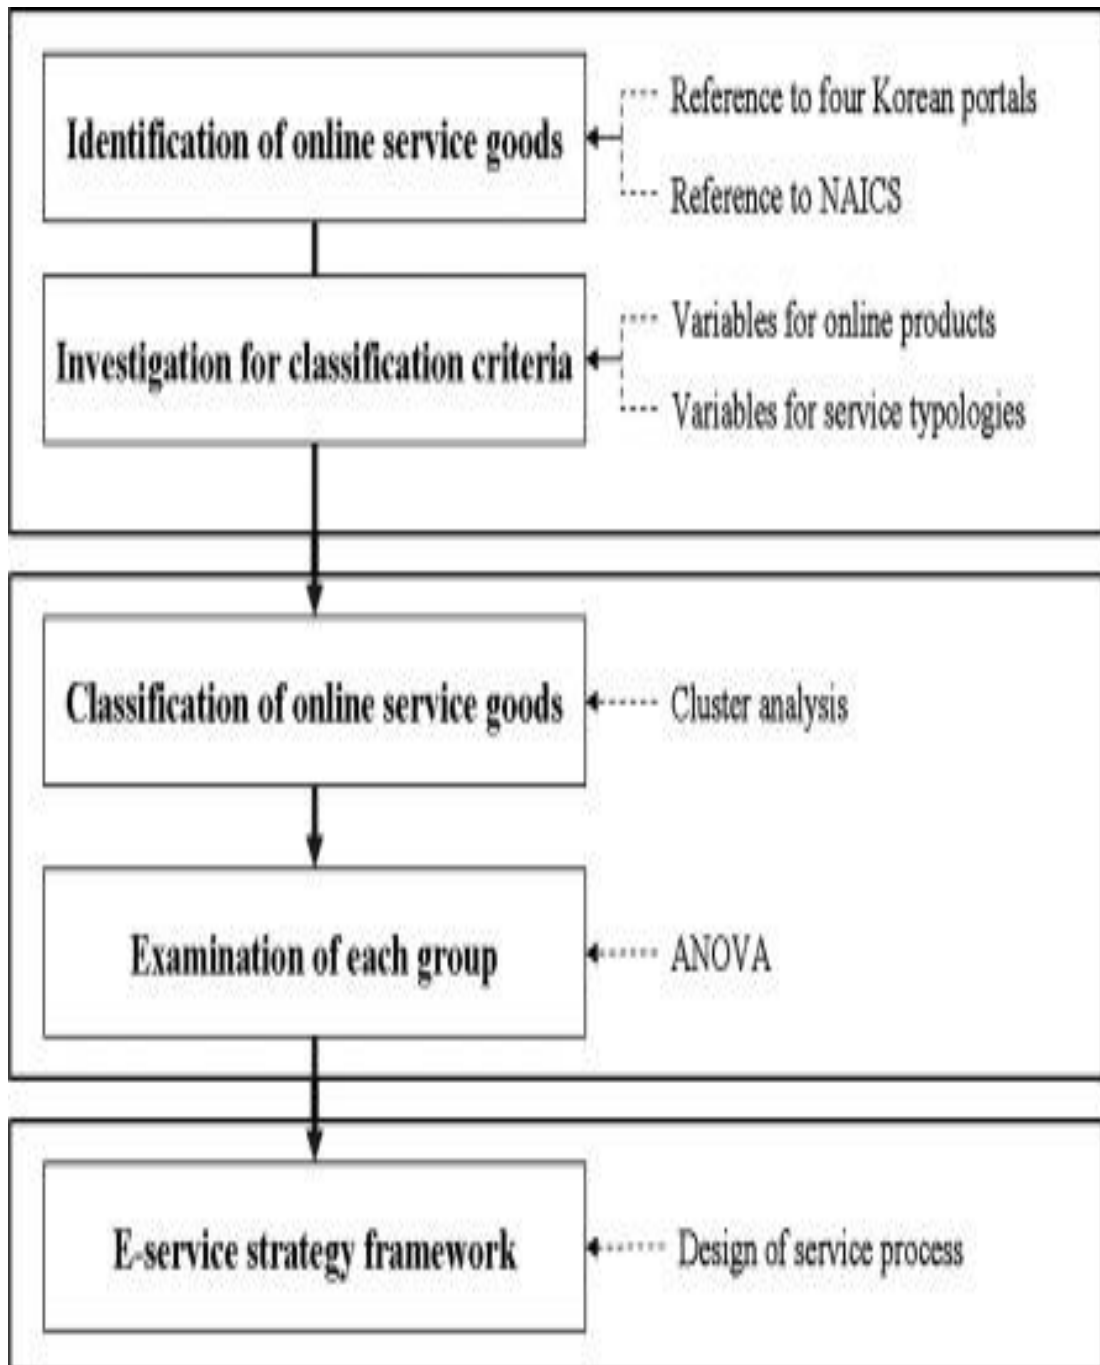 Identification of online service goods
Reference to four Korean portals
Reference to NAICS
Investigation for classification criteria
Variables for online products
Variables for service typologies
Classification of online service goods
Cluster analysis
Examination of each group
ANOVA
E-service strategy framework
Design of service process